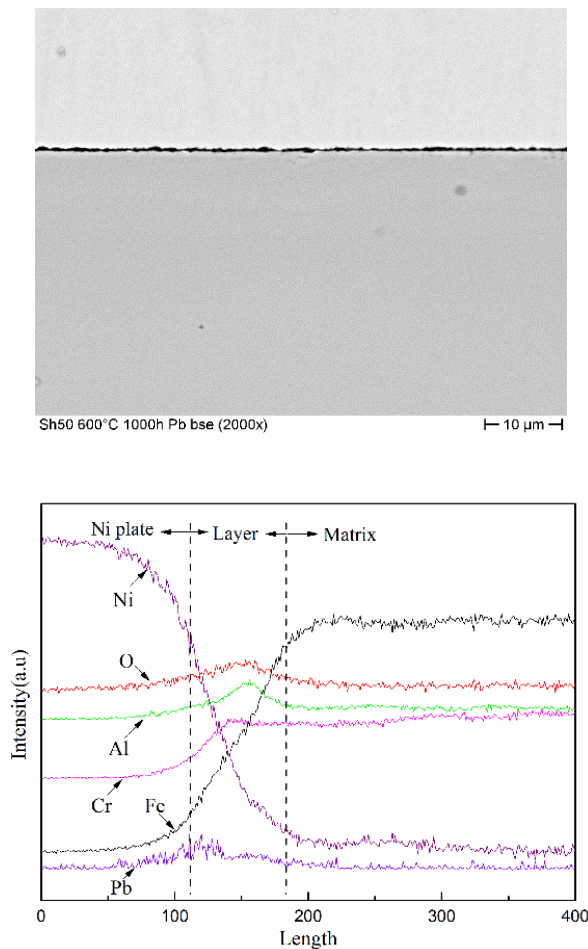 Sh50 600°C 1000h Pb bse (2000x)
10 µm
Ni plate
Layer
Matrix
Ni
O
Al
Cr
Fe
Pb
Intensity(a.u)
0
100
200
300
400
Length